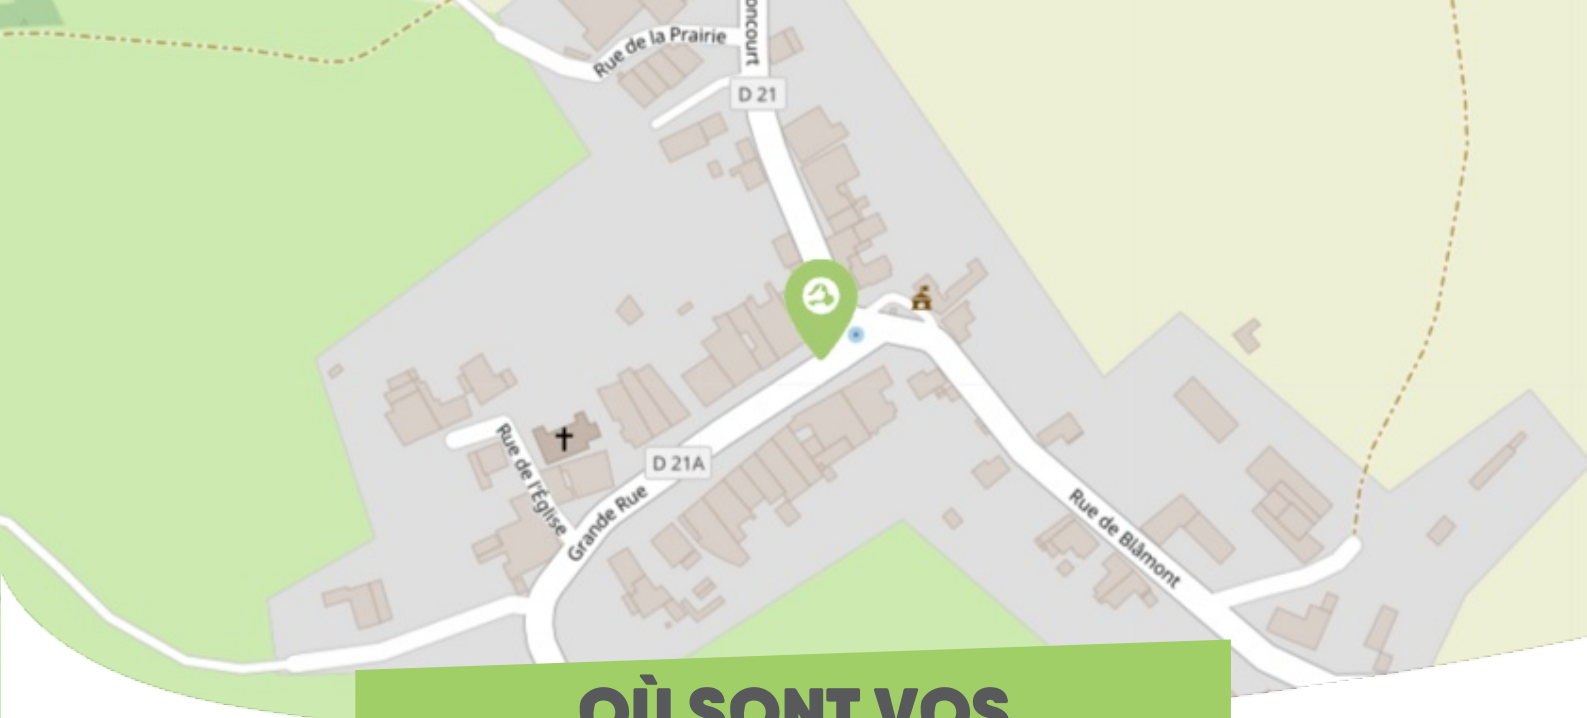 oncourt
Rue de la Prairie
D 21
Rue de l'Église
D 21A
Grande Rue
Rue de Blâmont
OÙ SONT VOS